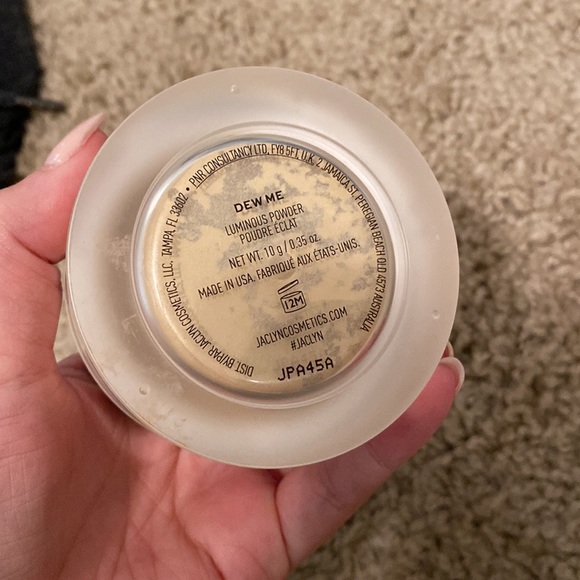 DIST. BY/PAR JACLYN COSMETICS, LLC, TAMPA, FL 33602 • PNR CONSULTANCY LTD, FY8 5FT, U.K. 2 JAMAICA ST, PEREGIAN BEACH QLD 4573 AUSTRALIA
DEW ME
LUMINOUS POWDER
POUDRE ÉCLAT
NET WT. 10 g / 0.35 oz.
MADE IN USA. FABRIQUÉ AUX ÉTATS-UNIS.
12M
JACLYNCOSMETICS.COM
#JACLYN
JPA45A